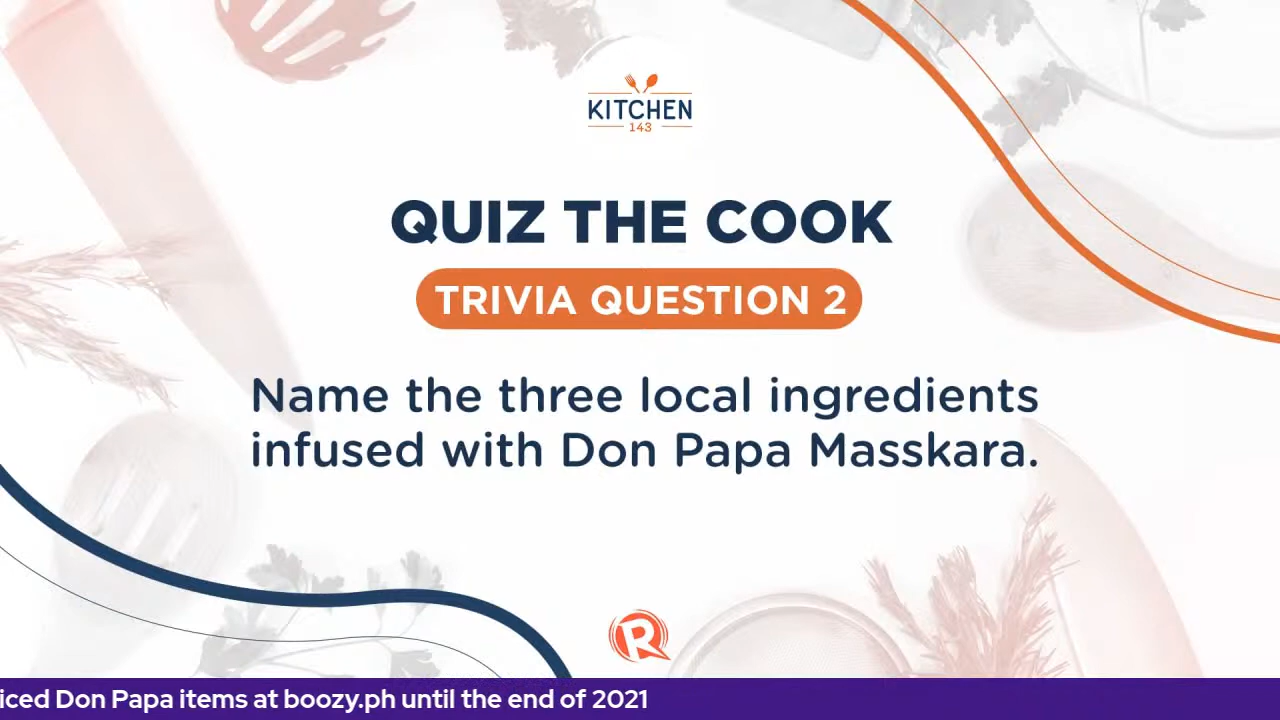 KITCHEN
143
QUIZ THE COOK
TRIVIA QUESTION 2
Name the three local ingredients
infused with Don Papa Masskara.
R
iced Don Papa items at boozy.ph until the end of 2021